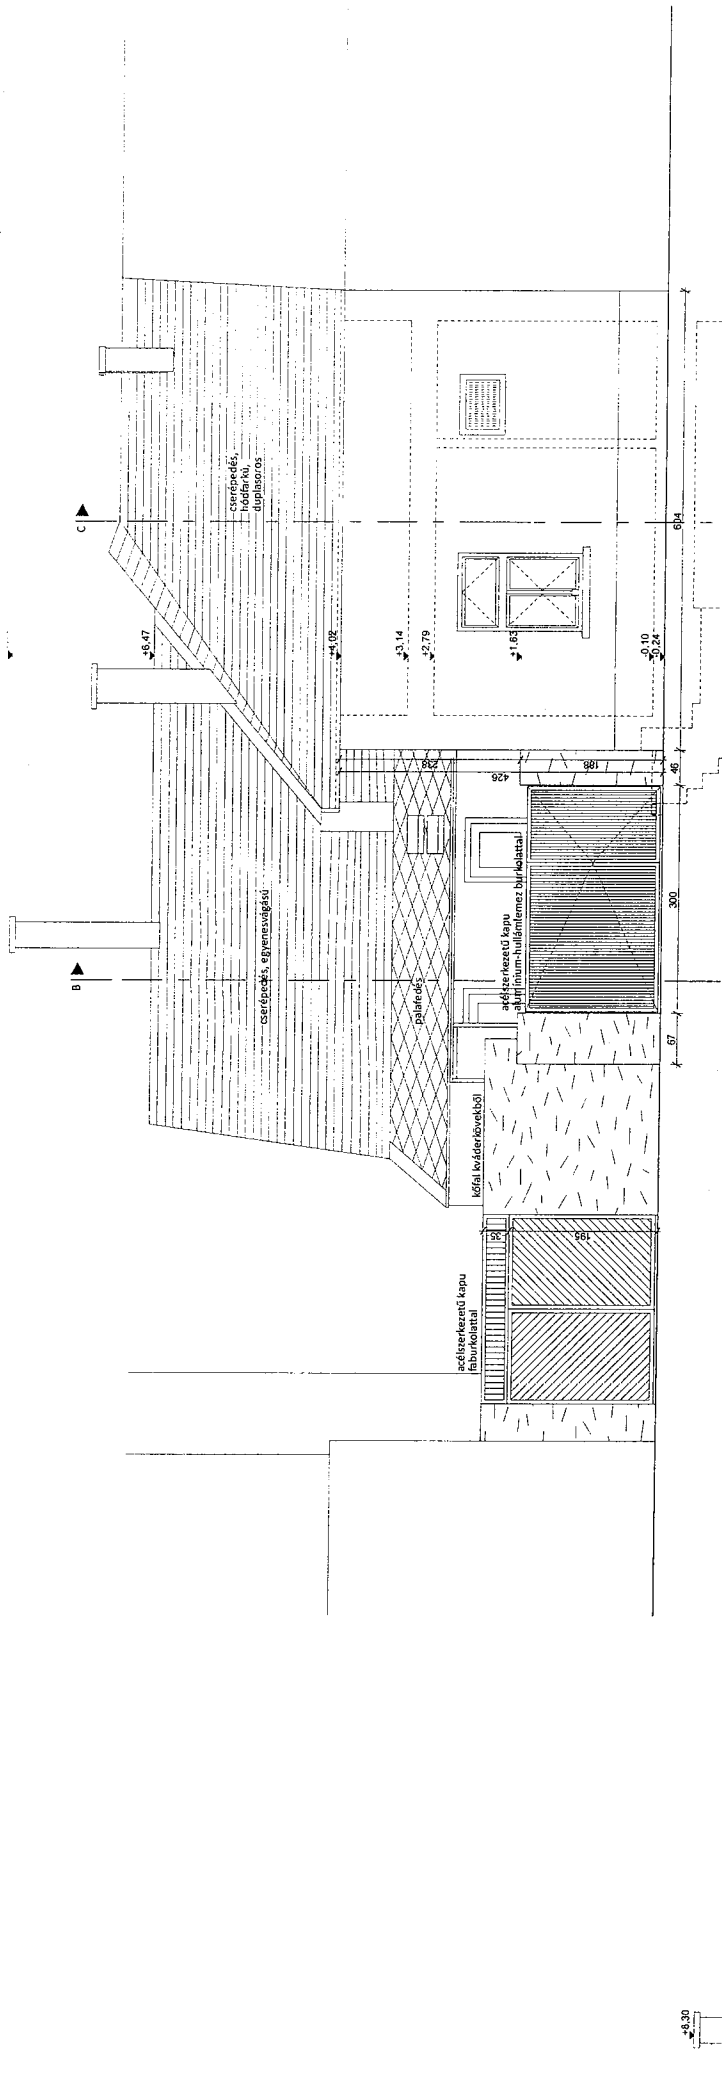 C
B
+6,47
+4,02
+3,14
+2,79
+1,63
-0,10
-0,24
cserépedés,
hódfarkú,
duplasoros
cserépedés, egyenesvágású
palafedés
acélszerkezetű kapu
alumínium-hullámlemez burkolattal
kőfal kváderkövekből
acélszerkezetű kapu
faburkolattal
35
195
238
426
188
67
300
46
604
+8,30